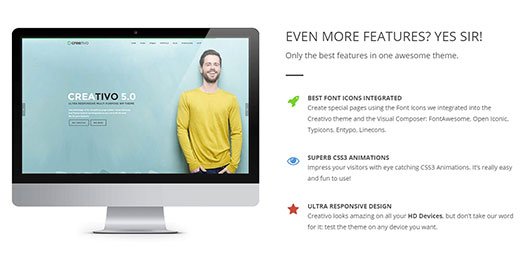 creativo
CREATIVO 5.0
EVEN MORE FEATURES? YES SIR!
Only the best features in one awesome theme.
BEST FONT ICONS INTEGRATED
Create special pages using the Font Icons we integrated into the
Creativo theme and the Visual Composer: FontAwesome, Open Iconic,
Typicons, Entypo, Linecons.
SUPERB CSS3 ANIMATIONS
Impress your visitors with eye catching CSS3 Animations. It's really easy
and fun to use!
ULTRA RESPONSIVE DESIGN
Creativo looks amazing on all your HD Devices, but don't take our word
for it: test the theme on any device you want.